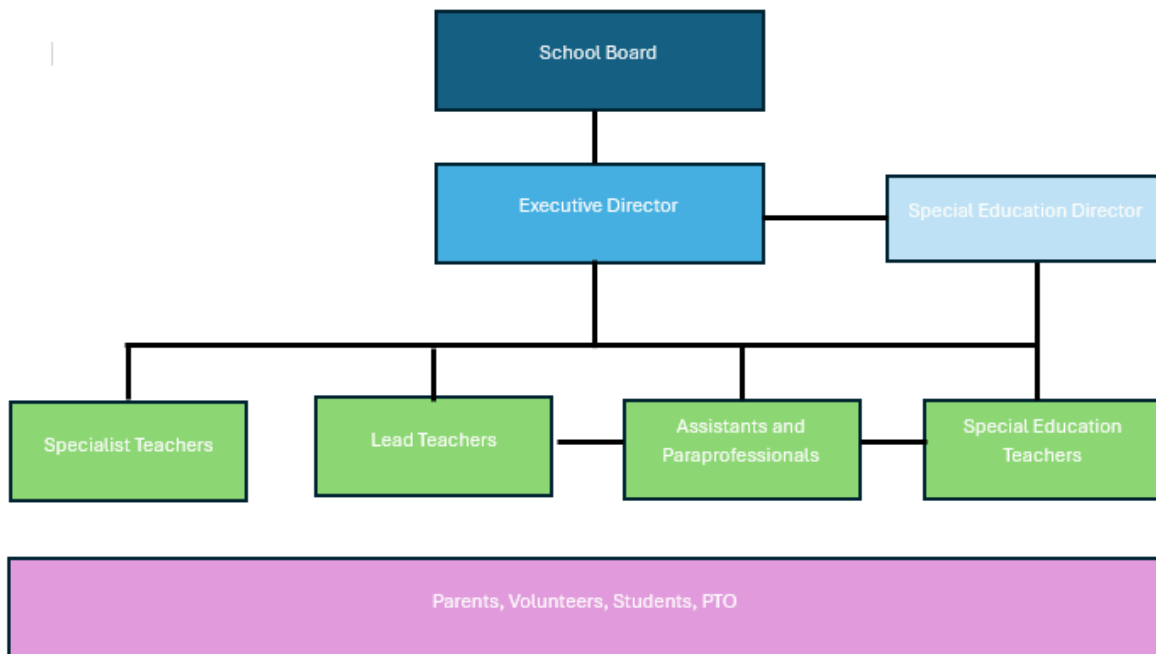 School Board
Executive Director
Special Education Director
Specialist Teachers
Lead Teachers
Assistants and
Paraprofessionals
Special Education
Teachers
Parents, Volunteers, Students, PTO